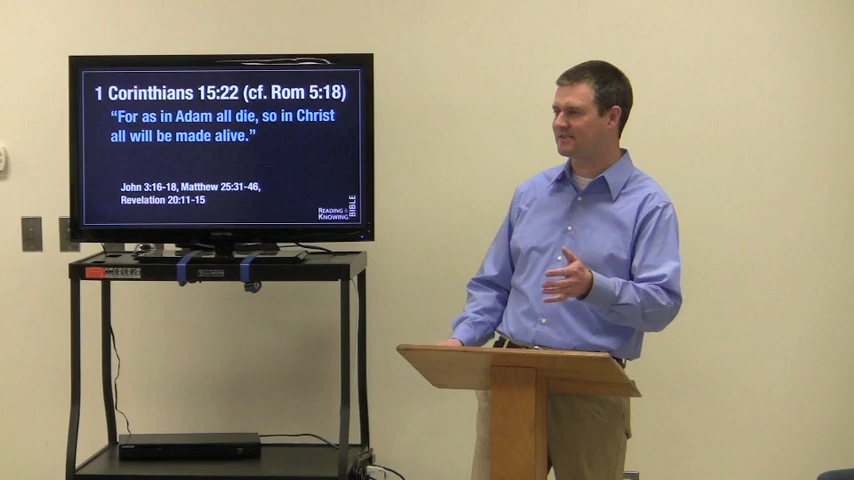 1 Corinthians 15:22 (cf. Rom 5:18)
“For as in Adam all die, so in Christ
all will be made alive.”
John 3:16-18, Matthew 25:31-46,
Revelation 20:11-15
READING &
KNOWING
BIBLE